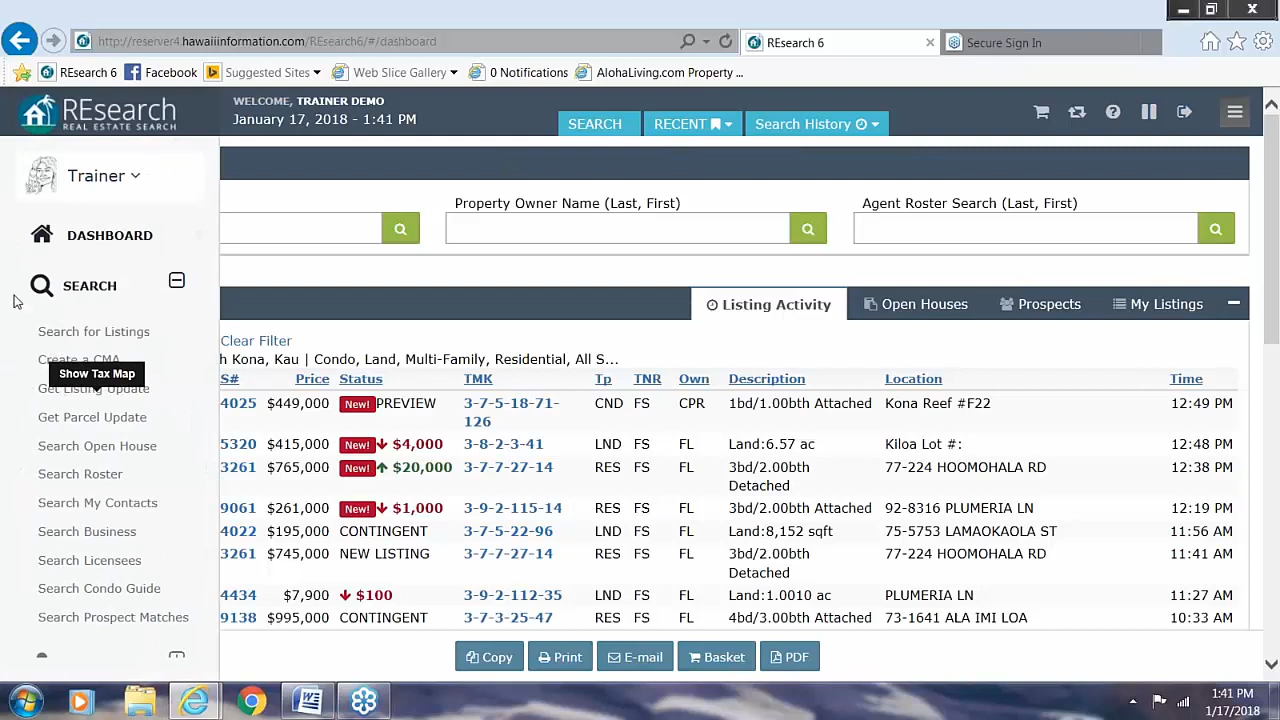 http://reserver4.hawaiiinformation.com/REsearch6/#/dashboard
REsearch 6
Secure Sign In
REsearch 6
Facebook
Suggested Sites
Web Slice Gallery
0 Notifications
AlohaLiving.com Property ...
REsearch
REAL ESTATE SEARCH
WELCOME, TRAINER DEMO
January 17, 2018 - 1:41 PM
SEARCH
RECENT
Search History
Trainer
DASHBOARD
SEARCH
Search for Listings
Create a CMA
Show Tax Map
Get Listing Update
Get Parcel Update
Search Open House
Search Roster
Search My Contacts
Search Business
Search Licensees
Search Condo Guide
Search Prospect Matches
Property Owner Name (Last, First)
Agent Roster Search (Last, First)
Listing Activity
Open Houses
Prospects
My Listings
Clear Filter
h Kona, Kau | Condo, Land, Multi-Family, Residential, All S...
S# Price Status TMK Tp TNR Own Description Location Time
4025 $449,000 New! PREVIEW 3-7-5-18-71- CND FS CPR 1bd/1.00bth Attached Kona Reef #F22 12:49 PM
126
5320 $415,000 New! $4,000 3-8-2-3-41 LND FS FL Land:6.57 ac Kiloa Lot #: 12:48 PM
3261 $765,000 New! $20,000 3-7-7-27-14 RES FS FL 3bd/2.00bth 77-224 HOOMOHALA RD 12:38 PM
Detached
9061 $261,000 New! $1,000 3-9-2-115-14 RES FS FL 3bd/2.00bth Attached 92-8316 PLUMERIA LN 12:19 PM
4022 $195,000 CONTINGENT 3-7-5-22-96 LND FS FL Land:8,152 sqft 75-5753 LAMAOKAOLA ST 11:56 AM
3261 $745,000 NEW LISTING 3-7-7-27-14 RES FS FL 3bd/2.00bth 77-224 HOOMOHALA RD 11:41 AM
Detached
4434 $7,900 $100 3-9-2-112-35 LND FS FL Land:1.0010 ac PLUMERIA LN 11:27 AM
9138 $995,000 CONTINGENT 3-7-3-25-47 RES FS FL 4bd/3.00bth Attached 73-1641 ALA IMI LOA 10:33 AM
Copy
Print
E-mail
Basket
PDF
1:41 PM
1/17/2018